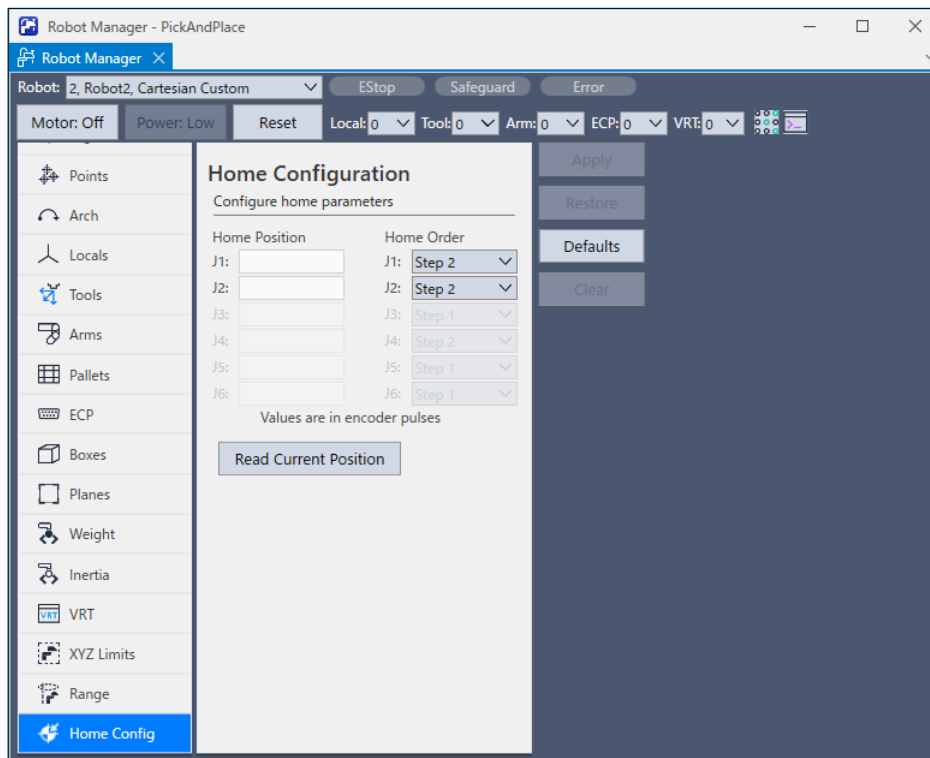 Robot Manager - PickAndPlace
Robot Manager
Robot: 2, Robot2, Cartesian Custom EStop Safeguard Error
Motor: Off Power: Low Reset Local: 0 Tool: 0 Arm: 0 ECP: 0 VRT: 0
Points
Arch
Locals
Tools
Arms
Pallets
ECP
Boxes
Planes
Weight
Inertia
VRT VRT
XYZ Limits
Range
Home Config
Home Configuration
Configure home parameters
Home Position Home Order
J1: J1: Step 2
J2: J2: Step 2
J3: J3: Step 1
J4: J4: Step 2
J5: J5: Step 1
J6: J6: Step 1
Values are in encoder pulses
Read Current Position
Apply
Restore
Defaults
Clear